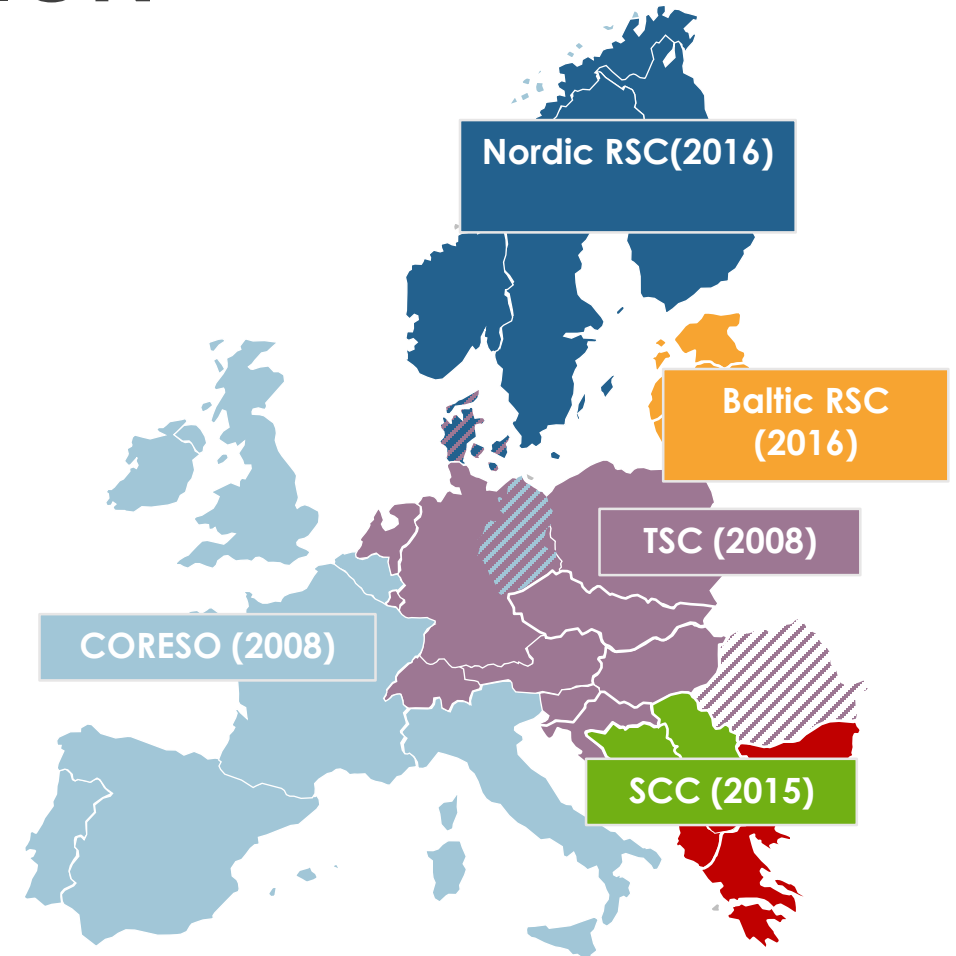 Nordic RSC(2016)
Baltic RSC
(2016)
TSC (2008)
CORESO (2008)
SCC (2015)